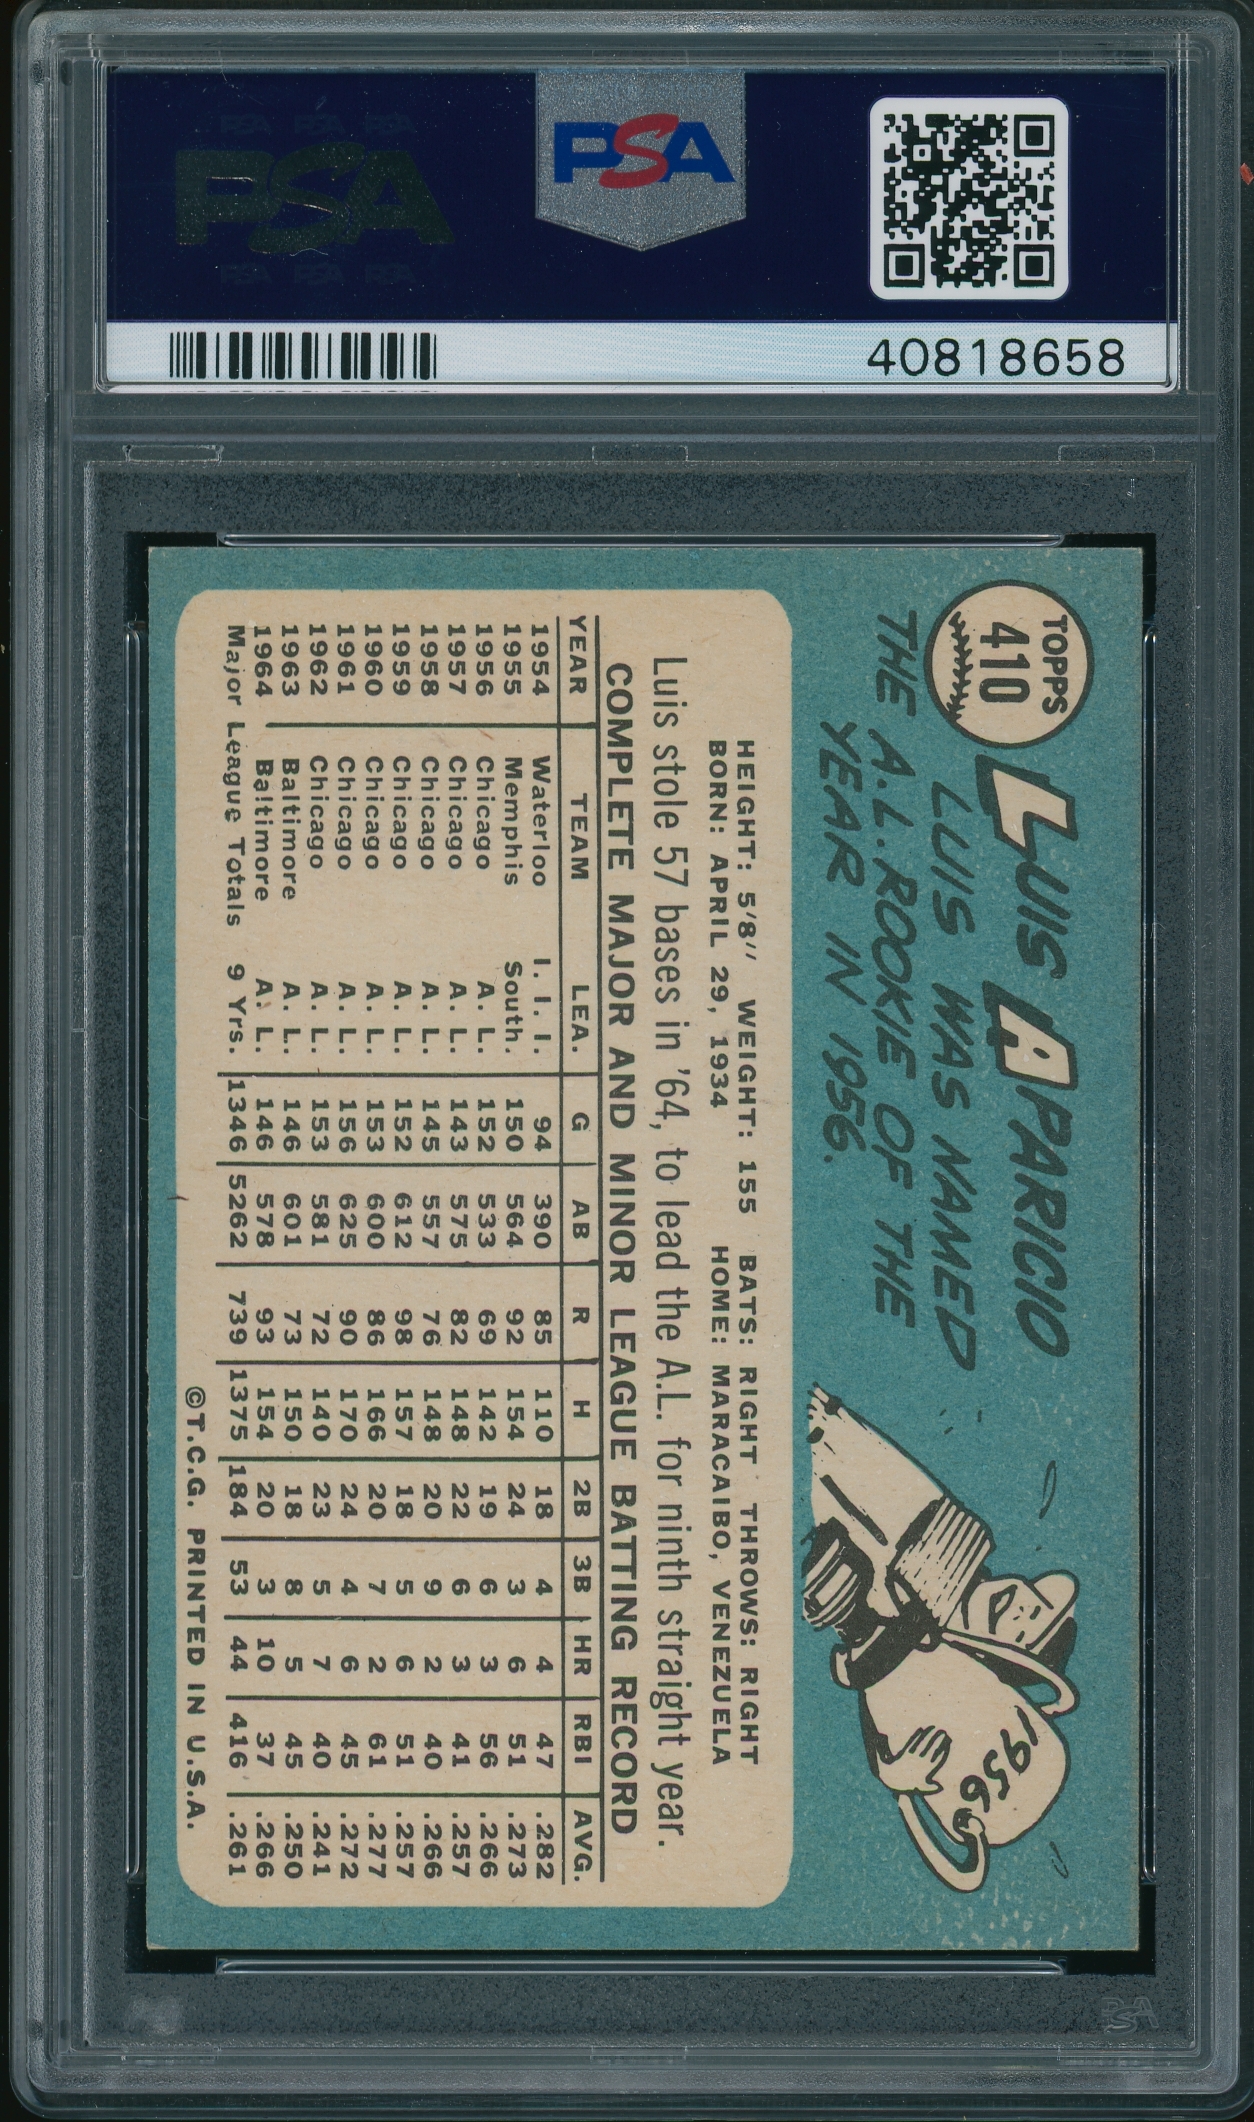 PSA PSA PSA
PSA
PSA PSA PSA
PSA
40818658
TOPPS
410
LUIS APARICIO
LUIS WAS NAMED
THE A.L. ROOKIE OF THE
YEAR IN 1956.
1956
HEIGHT: 5'8" WEIGHT: 155 BATS: RIGHT THROWS: RIGHT
BORN: APRIL 29, 1934 HOME: MARACAIBO, VENEZUELA
Luis stole 57 bases in '64, to lead the A.L. for ninth straight year.
COMPLETE MAJOR AND MINOR LEAGUE BATTING RECORD
YEAR TEAM LEA. G AB R H 2B 3B HR RBI AVG.
1954 Waterloo I. I. I. 94 390 85 110 18 4 4 47 .282
1955 Memphis South. 150 564 92 154 24 3 6 51 .273
1956 Chicago A. L. 152 533 69 142 19 6 3 56 .266
1957 Chicago A. L. 143 575 82 148 22 6 3 41 .257
1958 Chicago A. L. 145 557 76 148 20 9 2 40 .266
1959 Chicago A. L. 152 612 98 157 18 5 6 51 .257
1960 Chicago A. L. 153 600 86 166 20 7 2 61 .277
1961 Chicago A. L. 156 625 90 170 24 4 6 45 .272
1962 Chicago A. L. 153 581 72 140 23 5 7 40 .241
1963 Baltimore A. L. 146 601 73 150 18 8 5 45 .250
1964 Baltimore A. L. 146 578 93 154 20 3 10 37 .266
Major League Totals 9 Yrs. 1346 5262 739 1375 184 53 44 416 .261
©T.C.G. PRINTED IN U.S.A.
PSA